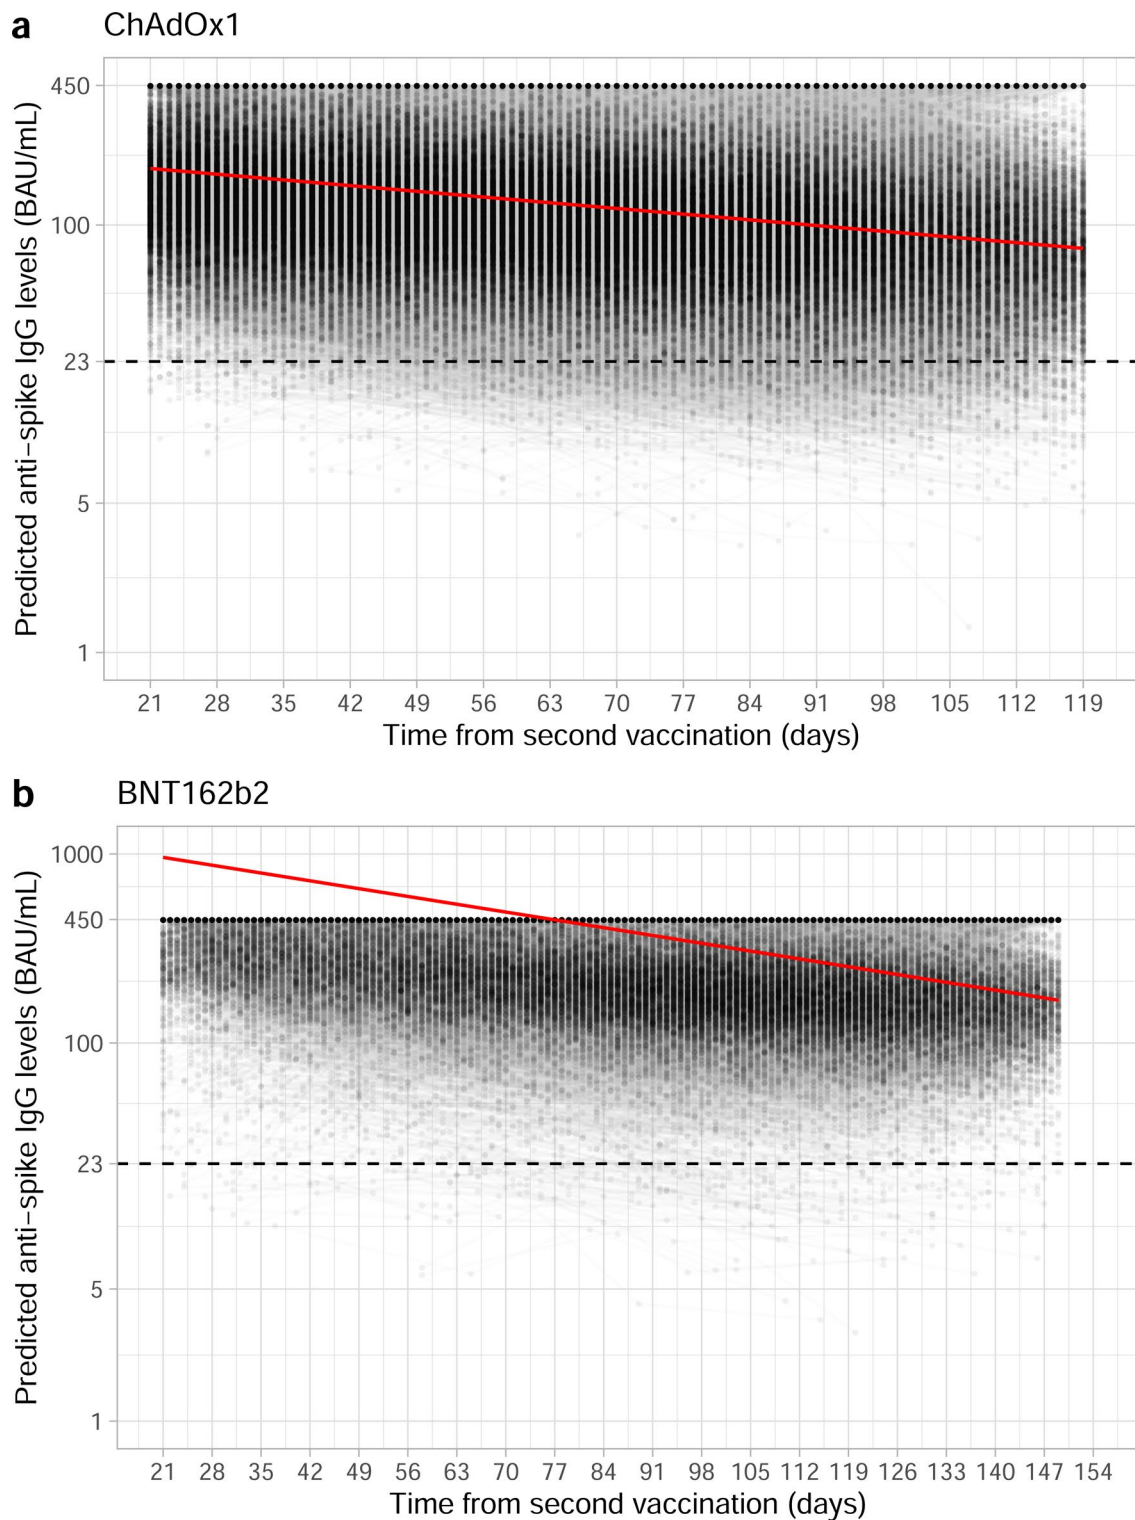 a ChAdOx1
Predicted anti−spike IgG levels (BAU/mL)
450
100
23
5
1
21 28 35 42 49 56 63 70 77 84 91 98 105 112 119
Time from second vaccination (days)
b BNT162b2
Predicted anti−spike IgG levels (BAU/mL)
1000
450
100
23
5
1
21 28 35 42 49 56 63 70 77 84 91 98 105 112 119 126 133 140 147 154
Time from second vaccination (days)